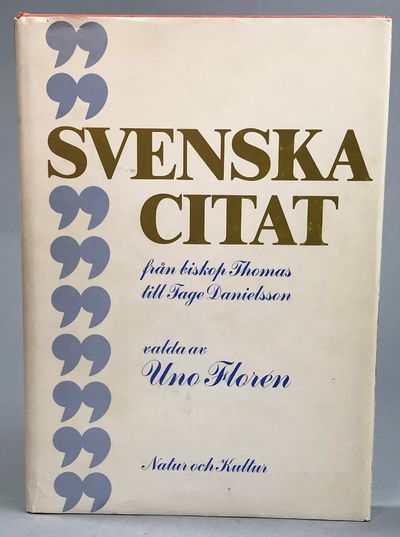 SVENSKA
CITAT
från biskop Thomas
till Tage Danielsson
valda av
Uno Florén
Natur och Kultur